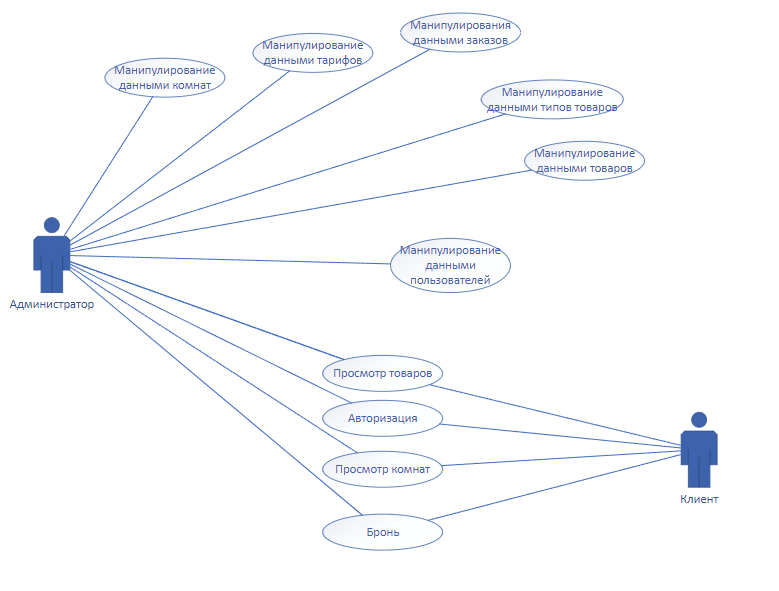 Манипулирования
данными заказов
Манипулирование
данными тарифов
Манипулирование
данными комнат
Манипулирование
данными типов товаров
Манипулирование
данными товаров
Манипулирование
данными
пользователей
Администратор
Просмотр товаров
Авторизация
Просмотр комнат
Клиент
Бронь